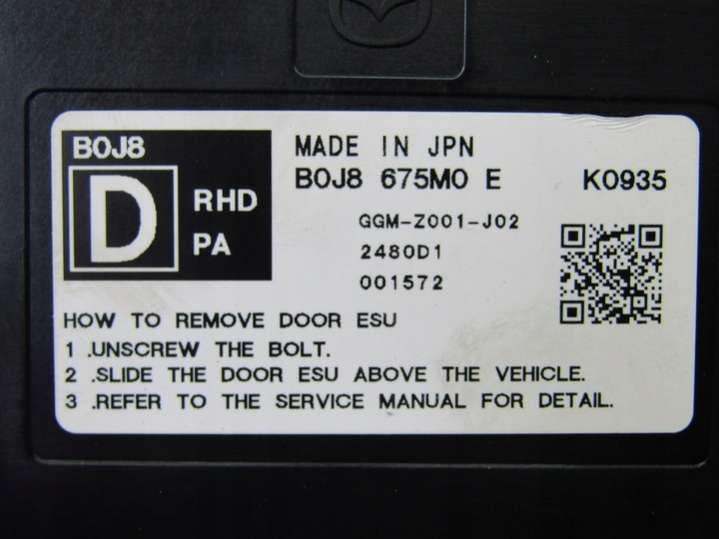 B0J8
D
RHD
PA
MADE IN JPN
B0J8 675M0 E K0935
GGM-Z001-J02
2480D1
001572
HOW TO REMOVE DOOR ESU
1 .UNSCREW THE BOLT.
2 .SLIDE THE DOOR ESU ABOVE THE VEHICLE.
3 .REFER TO THE SERVICE MANUAL FOR DETAIL.